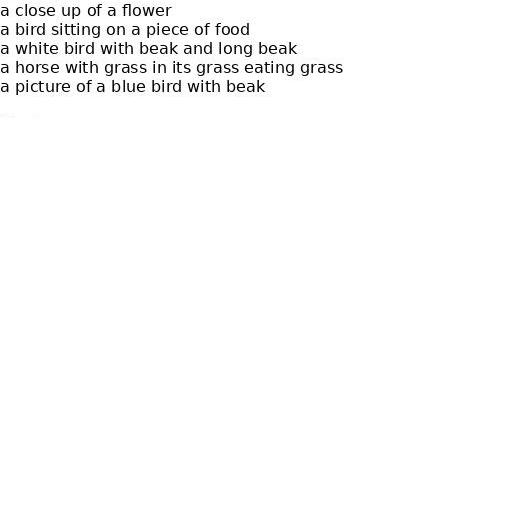 a close up of a flower
a bird sitting on a piece of food
a white bird with beak and long beak
a horse with grass in its grass eating grass
a picture of a blue bird with beak